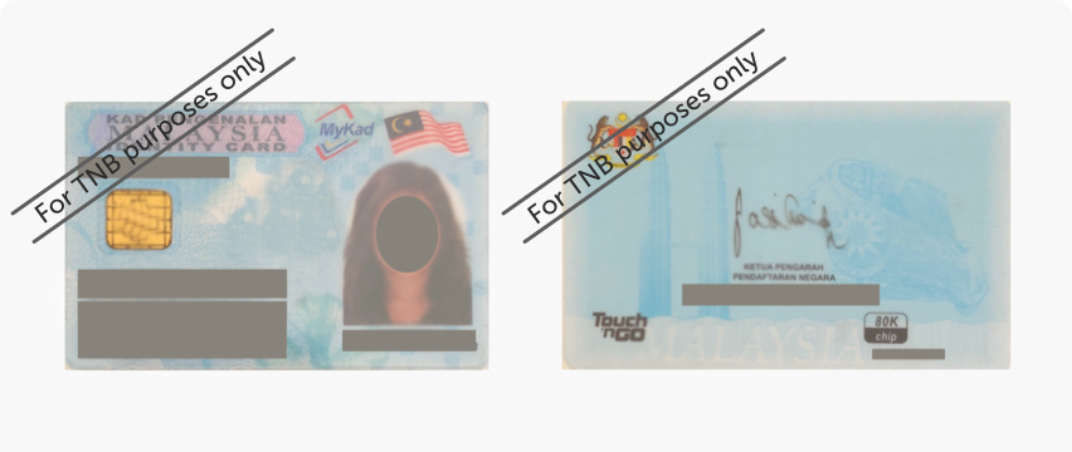 For TNB purposes only
KAD PENGENALAN
MALAYSIA
IDENTITY CARD
MyKad
For TNB purposes only
KETUA PENGARAH
PENDAFTARAN NEGARA
Touch
'nGO
80K
chip
MALAYSIA